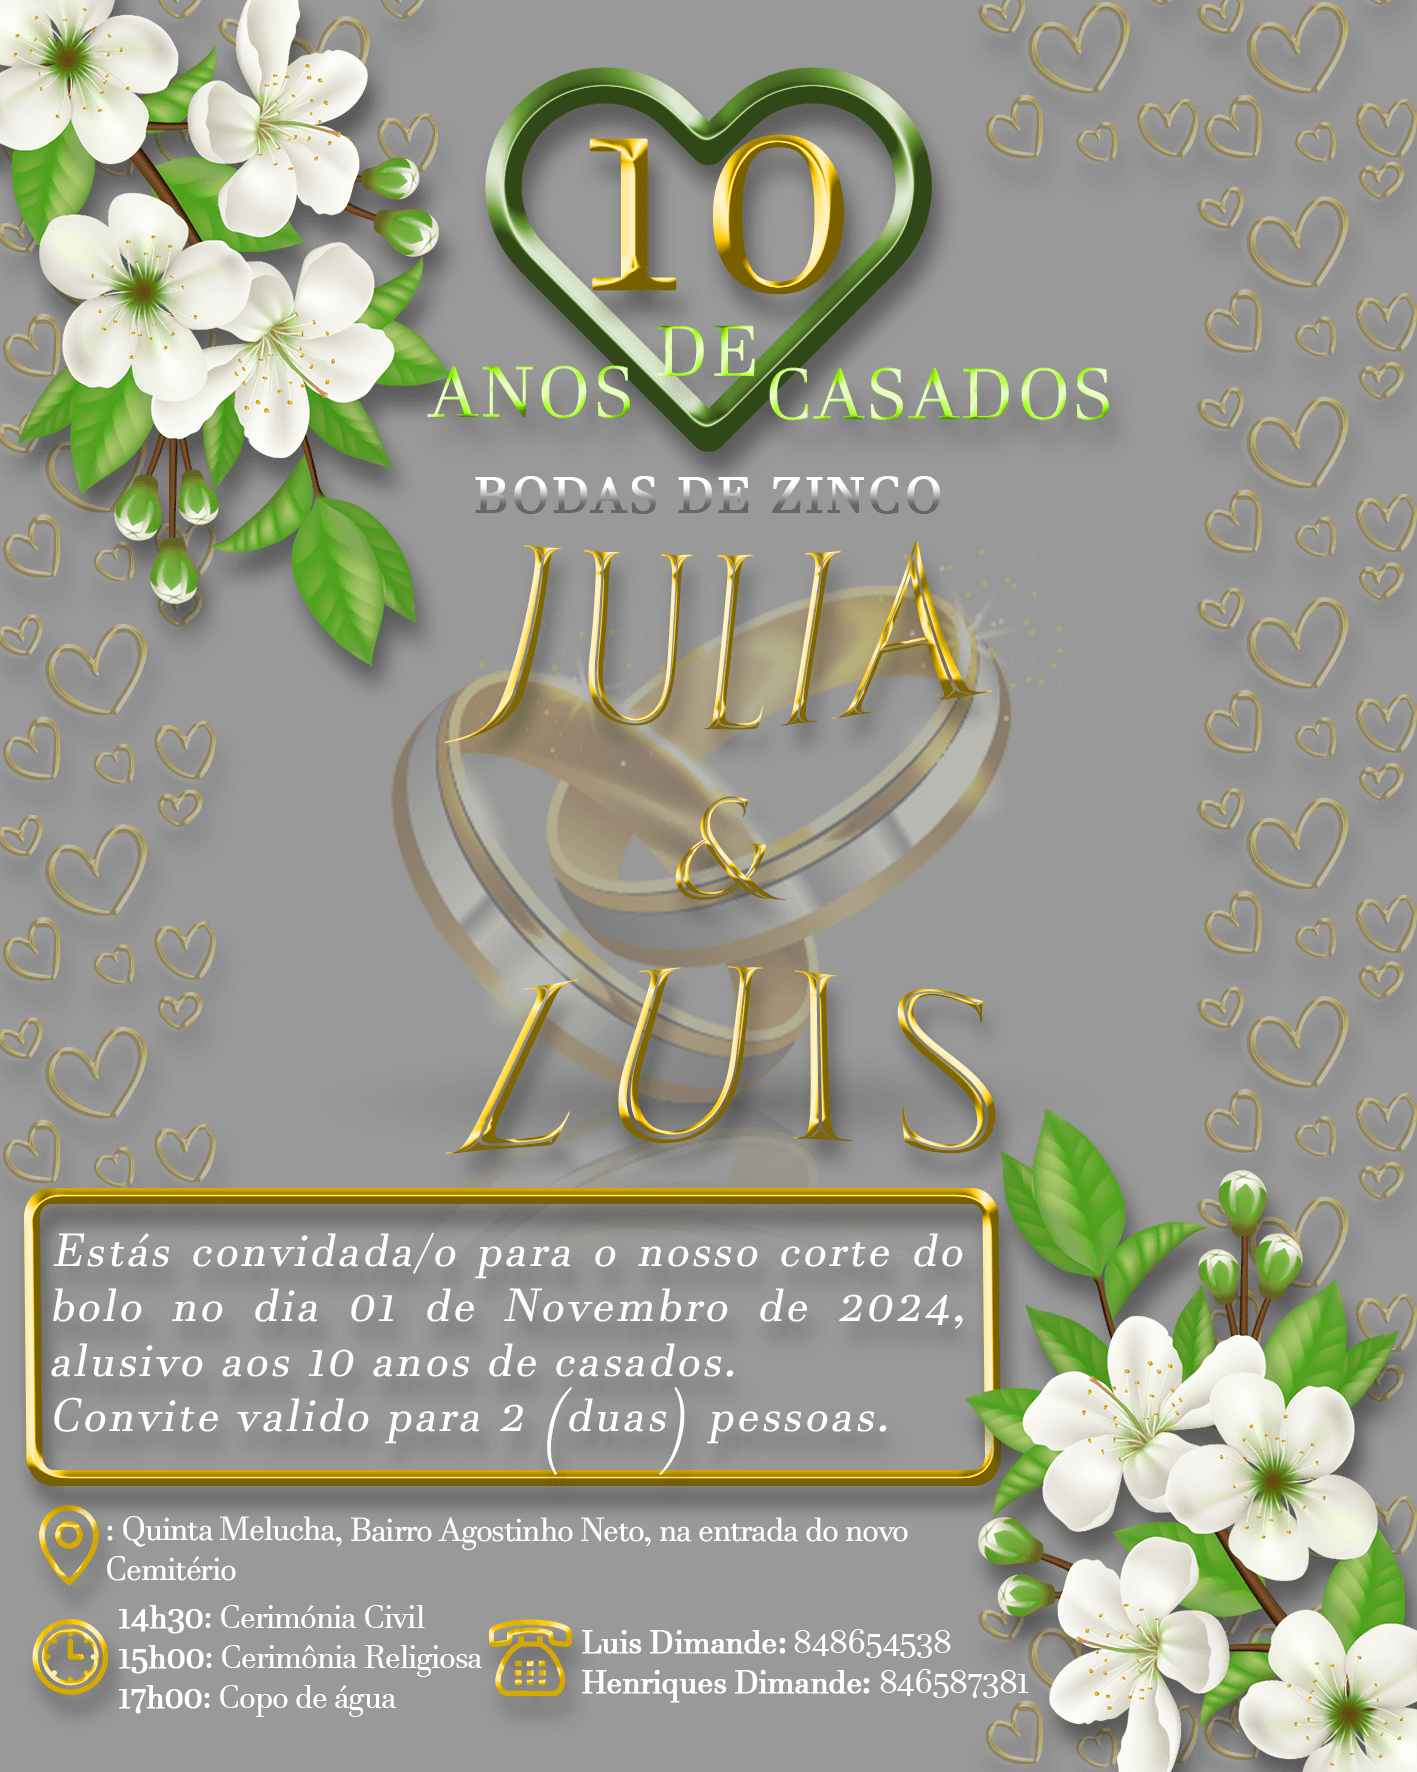 10
DE
ANOS CASADOS
BODAS DE ZINCO
JULIA
&
LUIS
Estás convidada/o para o nosso corte do
bolo no dia 01 de Novembro de 2024,
alusivo aos 10 anos de casados.
Convite valido para 2 (duas) pessoas.
: Quinta Melucha, Bairro Agostinho Neto, na entrada do novo
Cemitério
14h30: Cerimónia Civil
15h00: Cerimônia Religiosa
17h00: Copo de água
Luis Dimande: 848654538
Henriques Dimande: 846587381